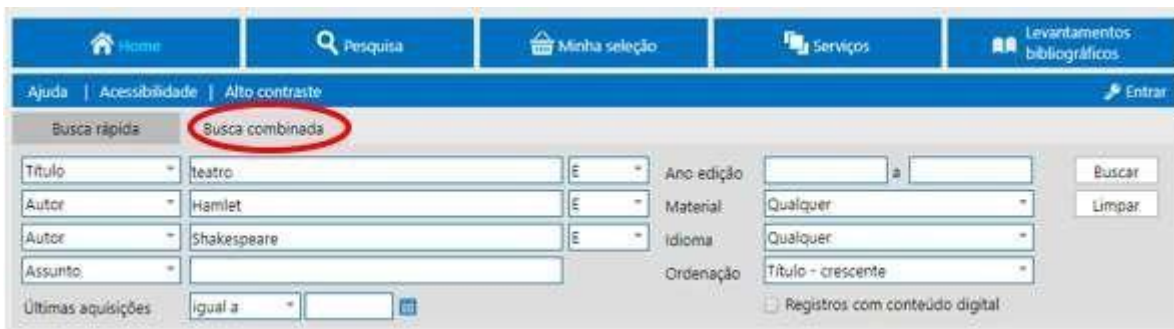 Home Pesquisa Minha seleção Serviços Levantamentos bibliográficos
Ajuda | Acessibilidade | Alto contraste Entrar
Busca rápida Busca combinada
Título teatro E Ano edição a Buscar
Autor Hamlet E Material Qualquer Limpar
Autor Shakespeare E Idioma Qualquer
Assunto Ordenação Título - crescente
Últimas aquisições igual a Registros com conteúdo digital